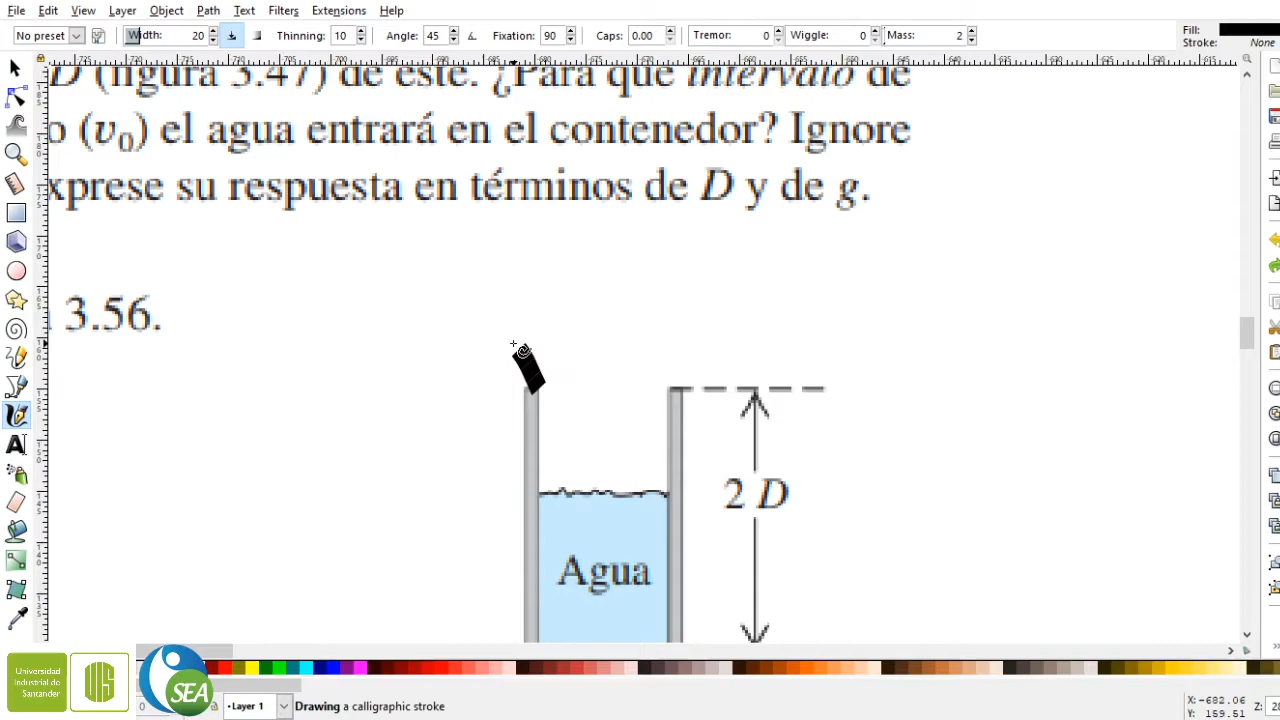 File Edit View Layer Object Path Text Filters Extensions Help
No preset Width: 20 Thinning: 10 Angle: 45 Fixation: 90 Caps: 0.00 Tremor: 0 Wiggle: 0 Mass: 2
Fill:
Stroke: None
D (figura 3.47) de éste. ¿Para qué intervalo de
o (v0) el agua entrará en el contenedor? Ignore
xprese su respuesta en términos de D y de g.
3.56.
2 D
Agua
Universidad
Industrial de
Santander
SEA
0 Layer 1 Drawing a calligraphic stroke
X: -682.06
Y: 159.51
Z: